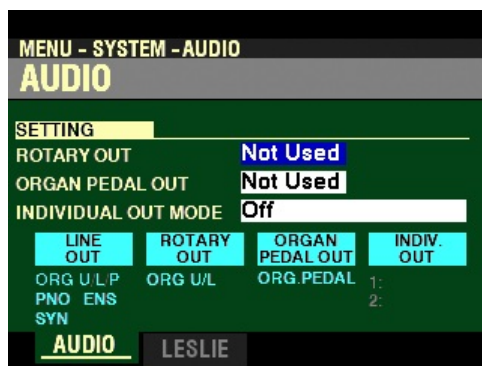 MENU - SYSTEM - AUDIO
AUDIO
SETTING
ROTARY OUT Not Used
ORGAN PEDAL OUT Not Used
INDIVIDUAL OUT MODE Off
LINE OUT ROTARY OUT ORGAN PEDAL OUT INDIV. OUT
ORG U/L/P ORG U/L ORG.PEDAL 1:
PNO ENS 2:
SYN
AUDIO LESLIE